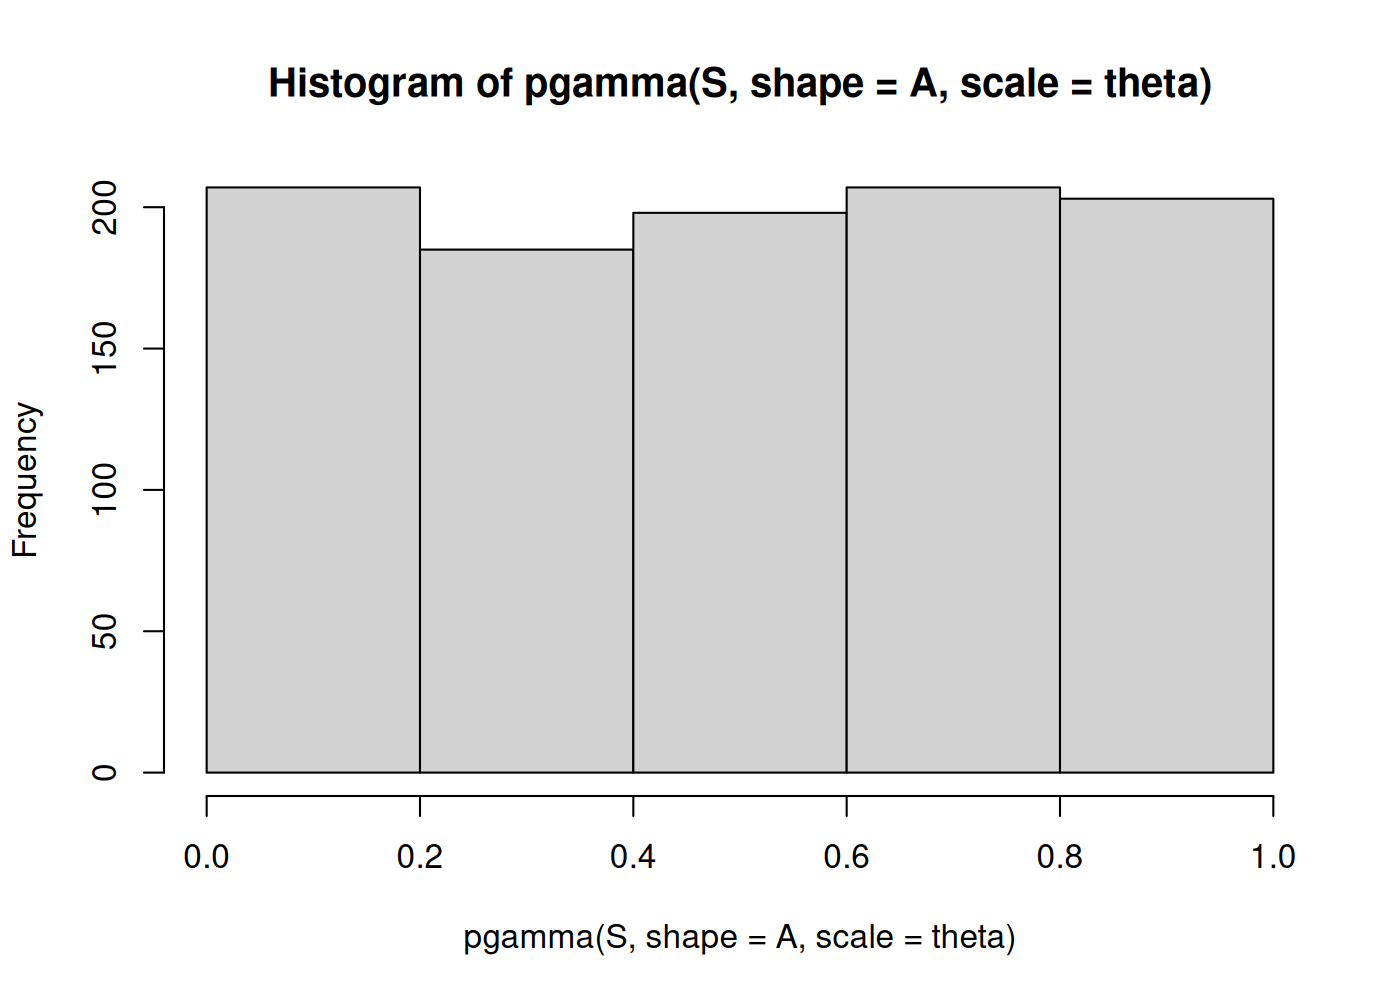 Histogram of pgamma(S, shape = A, scale = theta)
Frequency
200
150
100
50
0
0.0 0.2 0.4 0.6 0.8 1.0
pgamma(S, shape = A, scale = theta)